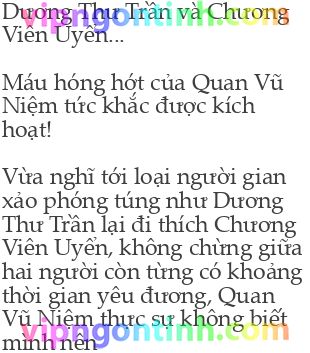 Dương Thư Trần và Chương
Viên Uyển...
Máu hóng hớt của Quan Vũ
Niệm tức khắc được kích
hoạt!
Vừa nghĩ tới loại người gian
xảo phóng túng như Dương
Thư Trần lại đi thích Chương
Viên Uyển, không chừng giữa
hai người còn từng có khoảng
thời gian yêu đương, Quan
Vũ Niệm thực sự không biết
mình nên
vipngontinh.com
vipngontinh.com